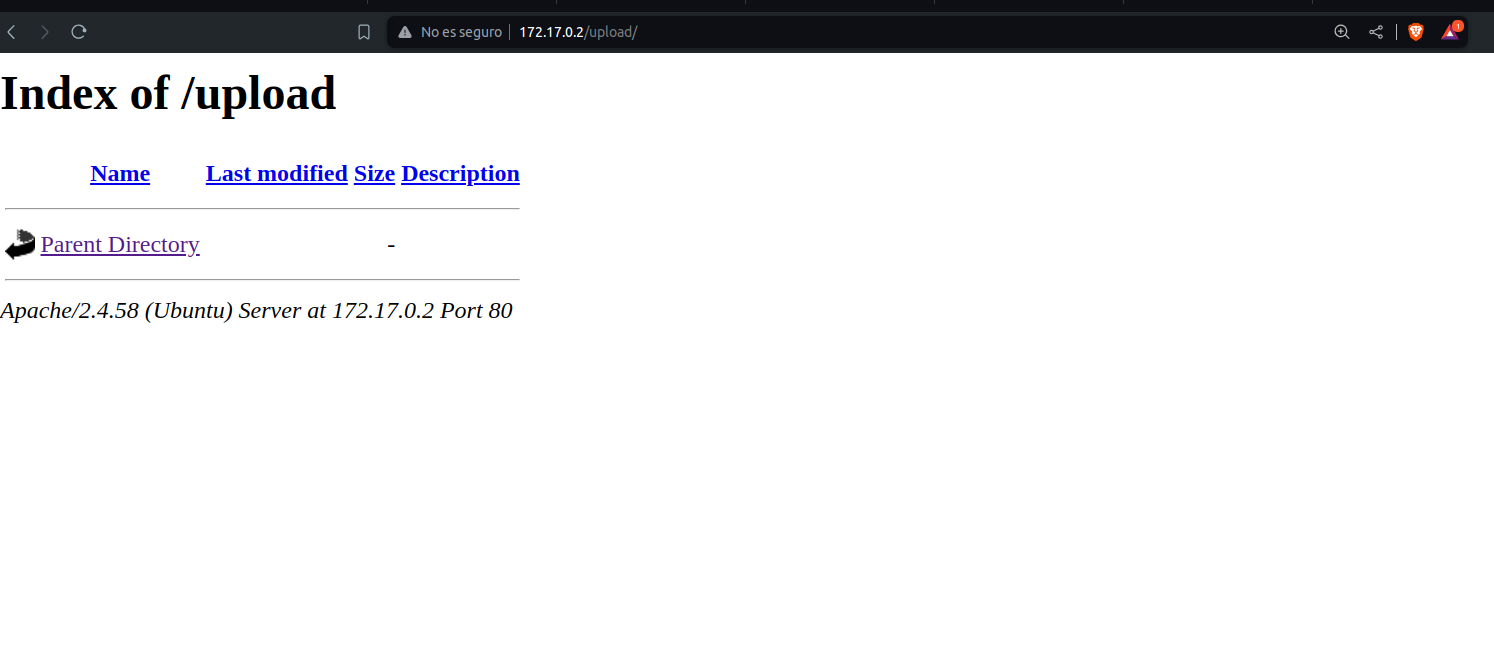 No es seguro 172.17.0.2/upload/
1
Index of /upload
Name Last modified Size Description
Parent Directory -
Apache/2.4.58 (Ubuntu) Server at 172.17.0.2 Port 80